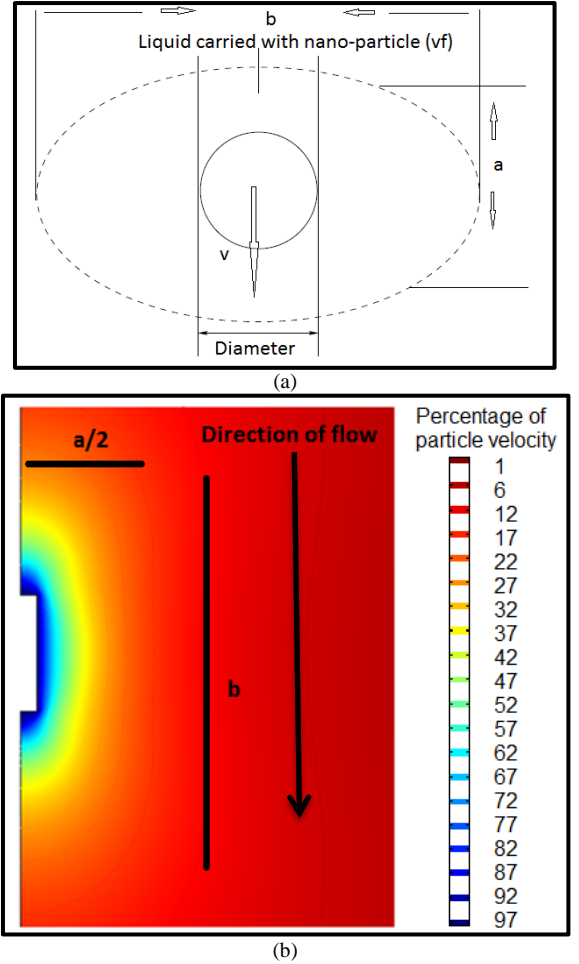 b
Liquid carried with nano-particle (vf)
a
v
Diameter
(a)
a/2
Direction of flow
b
Percentage of
particle velocity
1
6
12
17
22
27
32
37
42
47
52
57
62
67
72
77
82
87
92
97
(b)